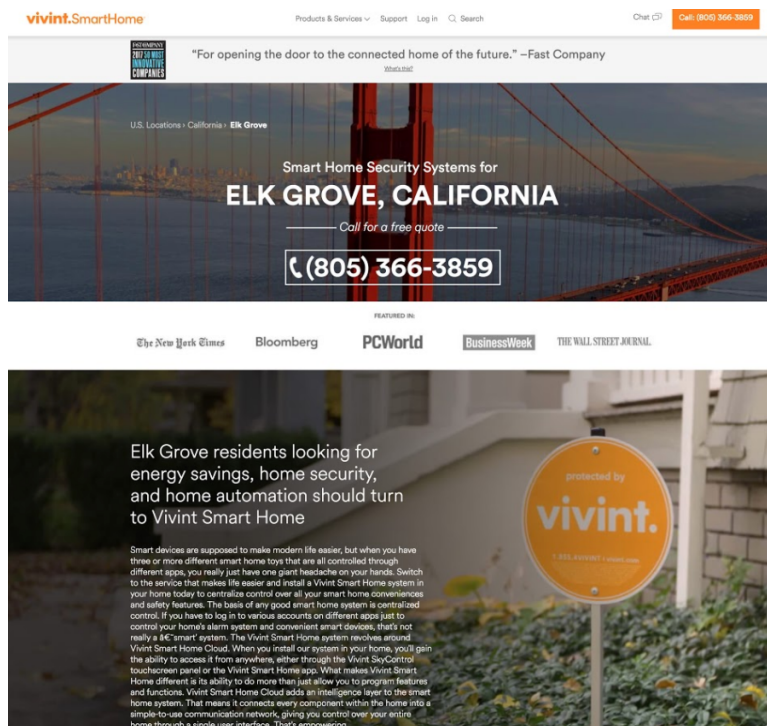 vivint.SmartHome
Products & Services Support Log in Search
Chat
Call: (805) 366-3859
FAST COMPANY
2017 50 MOST
INNOVATIVE
COMPANIES
“For opening the door to the connected home of the future.” –Fast Company
What's this?
U.S. Locations › California › Elk Grove
Smart Home Security Systems for
ELK GROVE, CALIFORNIA
Call for a free quote
(805) 366-3859
FEATURED IN:
The New York Times Bloomberg PCWorld BusinessWeek THE WALL STREET JOURNAL.
Elk Grove residents looking for
energy savings, home security,
and home automation should turn
to Vivint Smart Home
Smart devices are supposed to make modern life easier, but when you have
three or more different smart home toys that are all controlled through
different apps, you really just have one giant headache on your hands. Switch
to the service that makes life easier and install a Vivint Smart Home system in
your home today to centralize control over all your smart home conveniences
and safety features. The basis of any good smart home system is centralized
control. If you have to log in to various accounts on different apps just to
control your home's alarm system and convenient smart devices, that's not
really a â€˜smart’ system. The Vivint Smart Home system revolves around
Vivint Smart Home Cloud. When you install our system in your home, you'll gain
the ability to access it from anywhere, either through the Vivint SkyControl
touchscreen panel or the Vivint Smart Home app. What makes Vivint Smart
Home different is its ability to do more than just allow you to program features
and functions. Vivint Smart Home Cloud adds an intelligence layer to the smart
home system. That means it connects every component within the home into a
simple-to-use communication network, giving you control over your entire
home through a single user interface. That's empowering.
protected by
vivint.